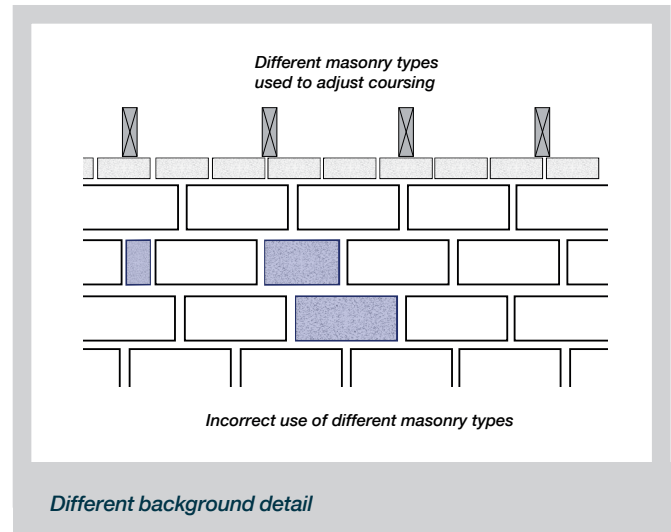 Different masonry types
used to adjust coursing
Incorrect use of different masonry types
Different background detail